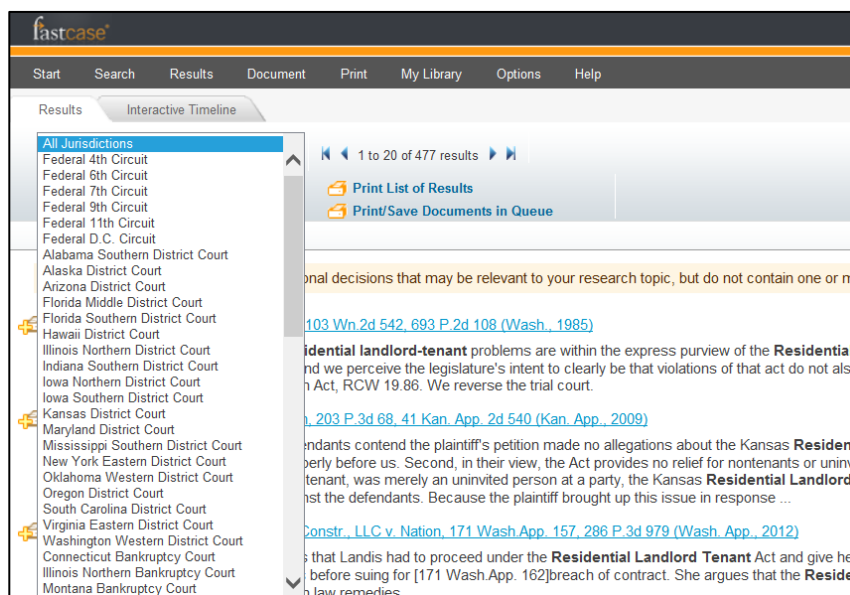 fastcase®
Start Search Results Document Print My Library Options Help
Results Interactive Timeline
All Jurisdictions
Federal 4th Circuit
Federal 6th Circuit
Federal 7th Circuit
Federal 9th Circuit
Federal 11th Circuit
Federal D.C. Circuit
Alabama Southern District Court
Alaska District Court
Arizona District Court
Florida Middle District Court
Florida Southern District Court
Hawaii District Court
Illinois Northern District Court
Indiana Southern District Court
Iowa Northern District Court
Iowa Southern District Court
Kansas District Court
Maryland District Court
Mississippi Southern District Court
New York Eastern District Court
Oklahoma Western District Court
Oregon District Court
South Carolina District Court
Virginia Eastern District Court
Washington Western District Court
Connecticut Bankruptcy Court
Illinois Northern Bankruptcy Court
Montana Bankruptcy Court
1 to 20 of 477 results
Print List of Results
Print/Save Documents in Queue
onal decisions that may be relevant to your research topic, but do not contain one or m
103 Wn.2d 542, 693 P.2d 108 (Wash., 1985)
idential landlord-tenant problems are within the express purview of the Residentia
nd we perceive the legislature's intent to clearly be that violations of that act do not als
n Act, RCW 19.86. We reverse the trial court.
, 203 P.3d 68, 41 Kan. App. 2d 540 (Kan. App., 2009)
endants contend the plaintiff's petition made no allegations about the Kansas Residen
perly before us. Second, in their view, the Act provides no relief for nontenants or uninv
tenant, was merely an uninvited person at a party, the Kansas Residential Landlord
nst the defendants. Because the plaintiff brought up this issue in response ...
Constr., LLC v. Nation, 171 Wash.App. 157, 286 P.3d 979 (Wash. App., 2012)
s that Landis had to proceed under the Residential Landlord Tenant Act and give he
before suing for [171 Wash.App. 162]breach of contract. She argues that the Reside
law remedies